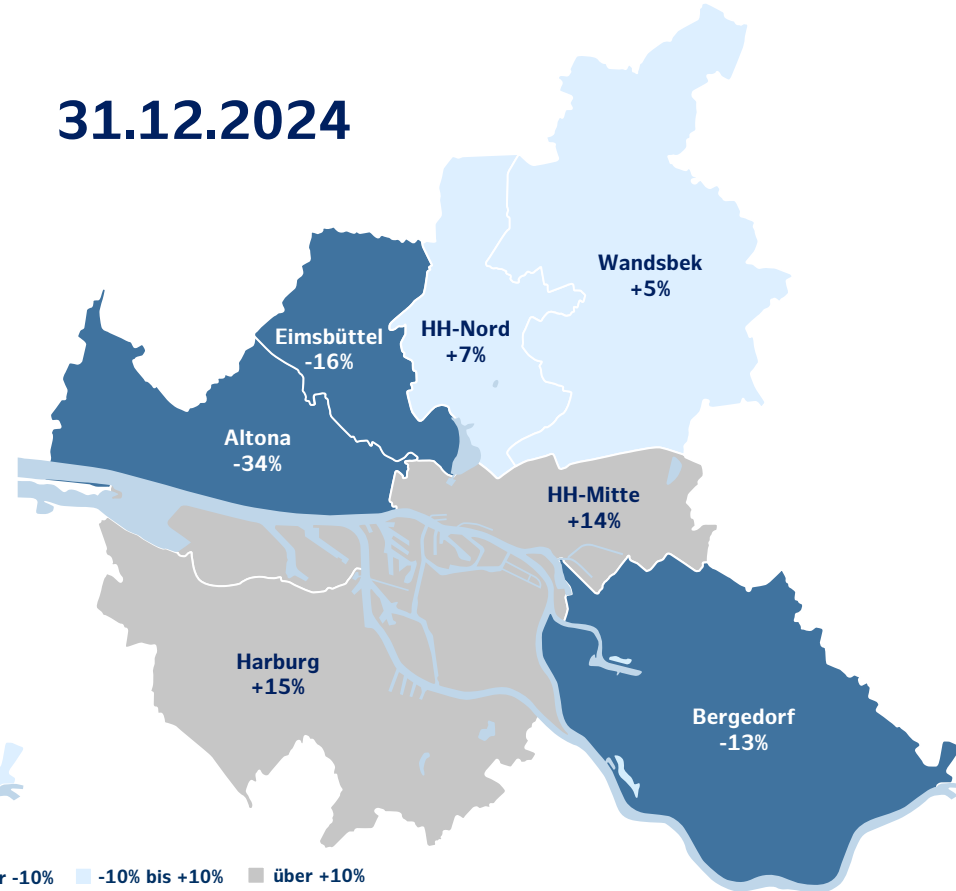 31.12.2024
Wandsbek
+5%
HH-Nord
+7%
Eimsbüttel
-16%
Altona
-34%
HH-Mitte
+14%
Harburg
+15%
Bergedorf
-13%
-10% -10% bis +10% über +10%